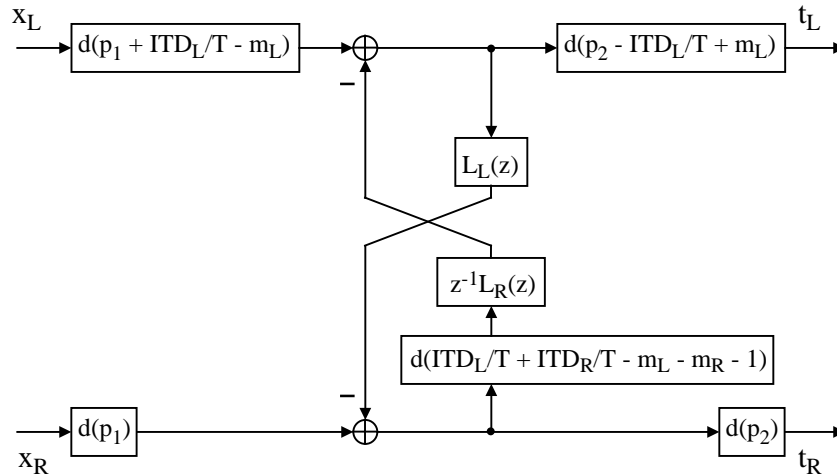 x_L
t_L
d(p_1 + ITD_L/T - m_L)
d(p_2 - ITD_L/T + m_L)
−
L_L(z)
z^{-1}L_R(z)
d(ITD_L/T + ITD_R/T - m_L - m_R - 1)
−
d(p_1)
d(p_2)
x_R
t_R